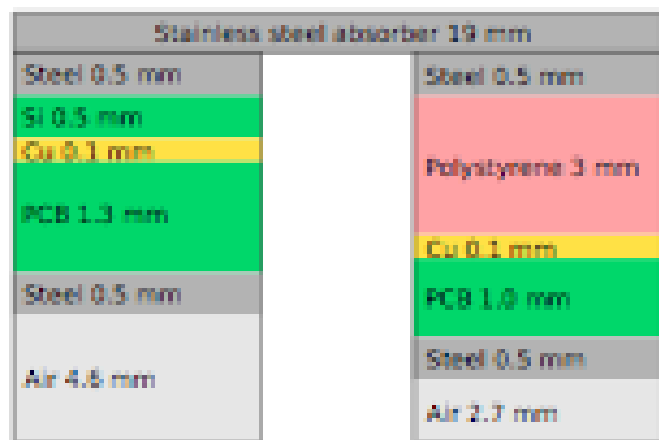 Stainless steel absorber 19 mm
Steel 0.5 mm
Si 0.5 mm
Cu 0.1 mm
PCB 1.3 mm
Steel 0.5 mm
Air 4.6 mm
Steel 0.5 mm
Polystyrene 3 mm
Cu 0.1 mm
PCB 1.0 mm
Steel 0.5 mm
Air 2.7 mm